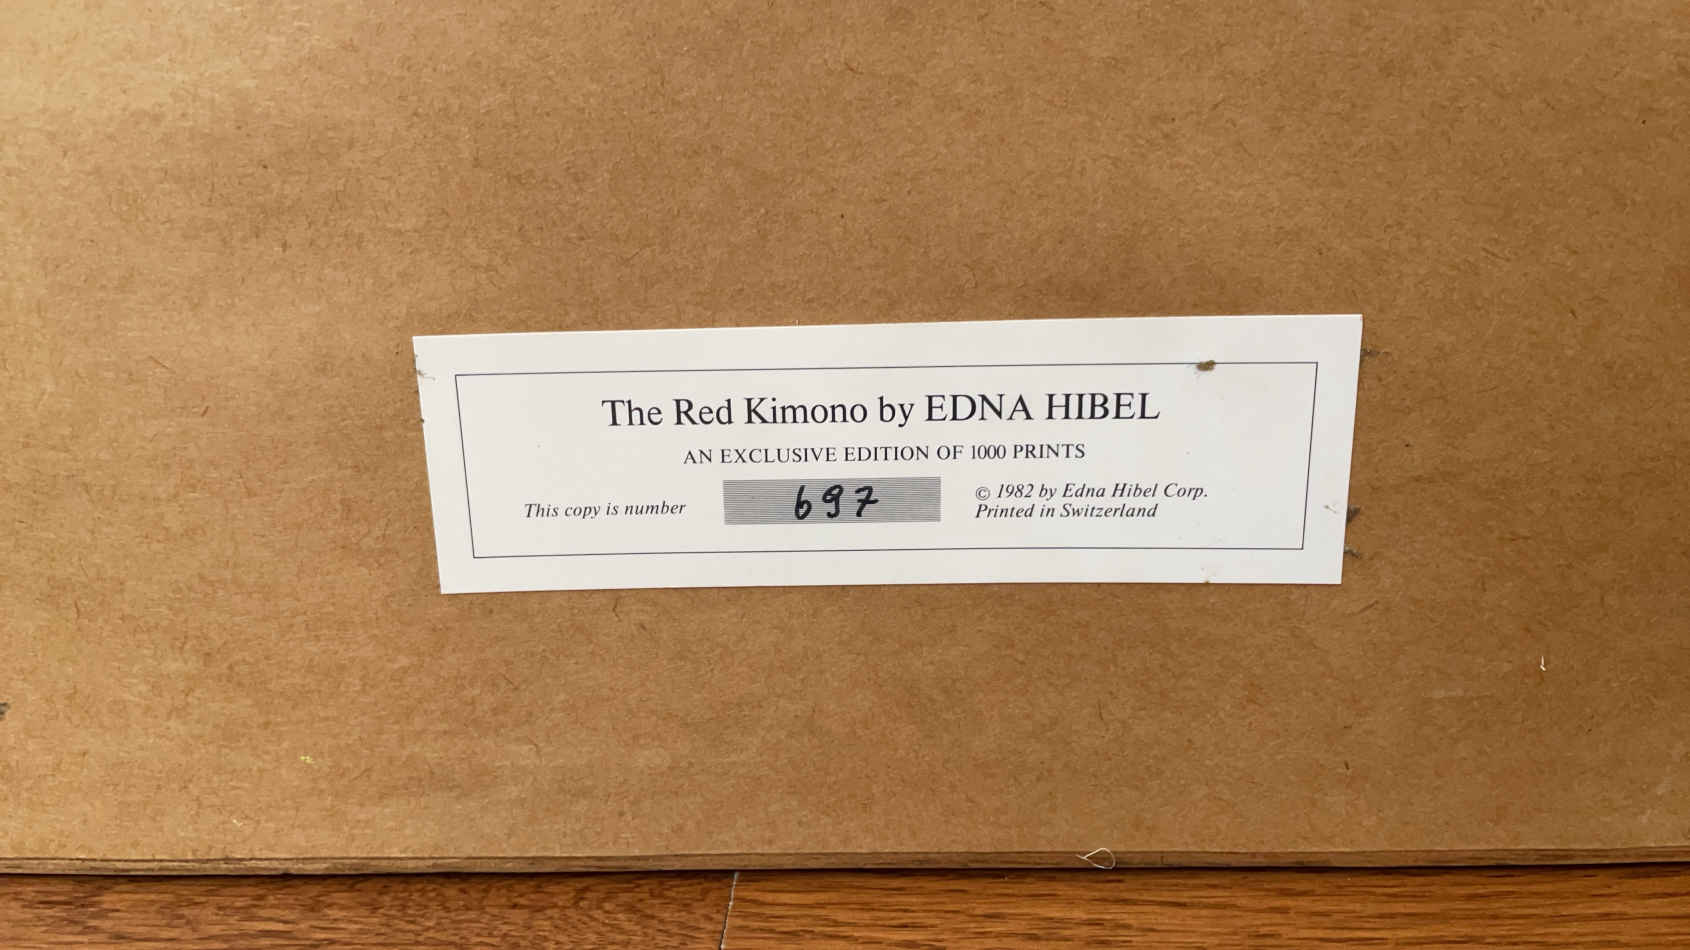 The Red Kimono by EDNA HIBEL
AN EXCLUSIVE EDITION OF 1000 PRINTS
This copy is number 697
© 1982 by Edna Hibel Corp.
Printed in Switzerland